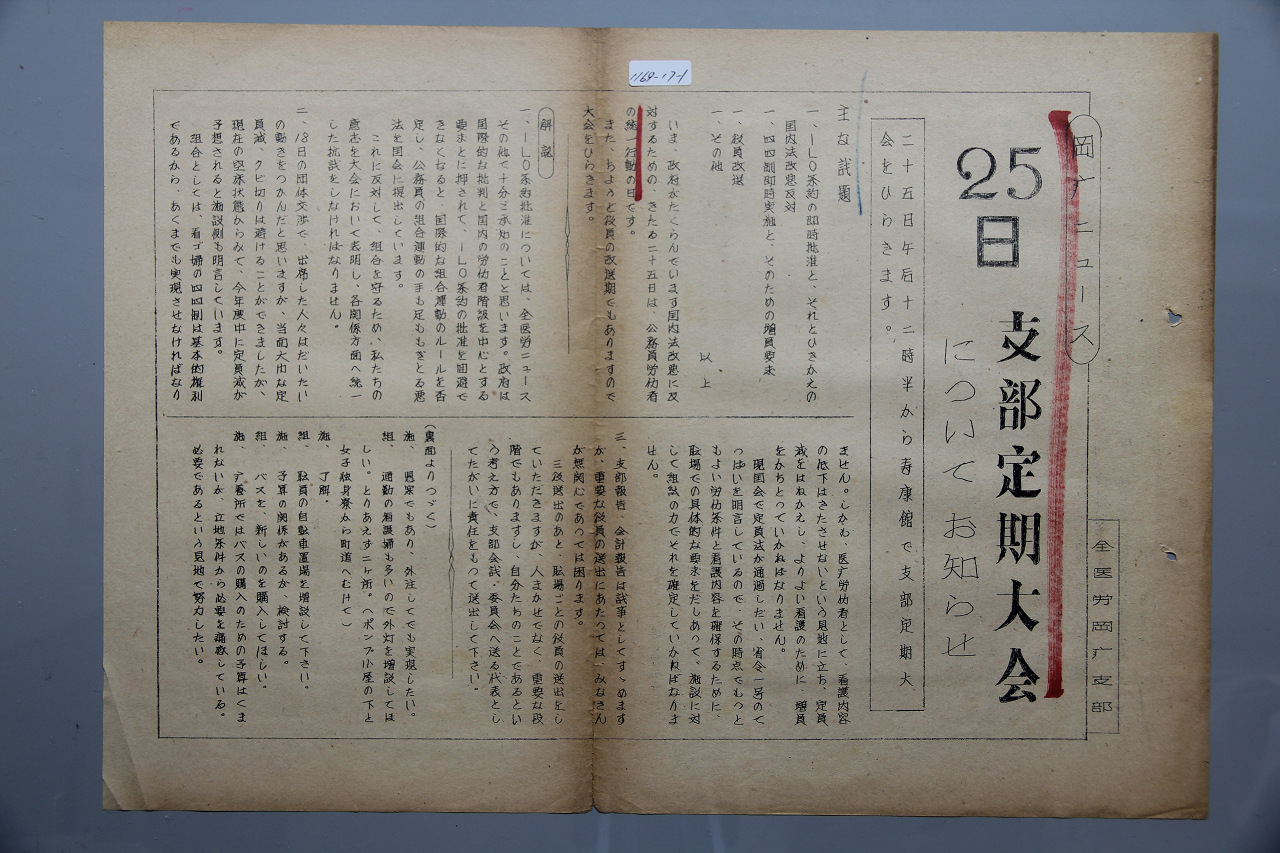 1169-17-1
岡疒ニュース
全医労岡疒支部
25日
支部定期大会
についてお知らせ
二十五日午后十二時半から寿康館で支部定期大
会をひらきます。
主な議題
一、ILO条約の即時批准と、それとひきかえの
国内法改悪反対
一、四四制即時実施と、そのための増員要求
一、役員改選
一、その他
以上
いま、政府がたくらんでいます国内法改悪に反
対するための、きたる二十五日は、公務員労仂者
の統一行動の日です。
また、ちょうど役員の改選期でもありますので
大会をひらきます。
解説
一、ILO条約批准については、全医労ニュース
その他で十分ご承知のことと思います。政府は
国際的な批判と国内の労仂者階級を中心とする
要求とに押されて、ILO条約の批准を回避で
きなくなると、国際的な組合運動のルールを否
定し、公務員の組合運動の手も足ももぎとる悪
法を国会に提出しています。
これに反対して、組合を守るため、私たちの
意志を大会において表明し、各関係方面へ統一
した抗議をしなければなりません。
二、18日の団体交渉で、出席した人々はだいたい
の動きをつかんだと思いますが、当面大巾な定
員減、クビ切りは避けることができましたが、
現在の空床状態からみて、今年度中に定員減が
予想されると施設側も明言しています。
組合としては、看ゴ婦の四四制は基本的権利
であるから、あくまでも実現させなければなり
ません。しかも、医疒労仂者として、看護内容
の低下はきたさせないという見地に立ち、定員
減をはねかえし、よりよい看護のために、増員
をかちとっていかねばなりません。
現国会で定員法が通過しだい、省令一号のて
っぱいを明言しているので、その時点でもっと
もよい労仂条件と看護内容を確保するために、
職場での具体的な要求をだしあって、施設に対
して組織の力でそれを確定していかねばなりま
せん。
三、支部報告、会計報告は議事としてすゝめます
が、重要な役員の選出にあたっては、みなさん
が無関心であっては困ります。
三役選出のあと、職場ごとの役員の選出をし
ていただきますが、人まかせでなく、重要な段
階でもありますし、自分たちのことであるとい
う考え方で、支部会議・委員会へ送る代表とし
てたがいに責任をもって選出して下さい。
(裏面よりつづく)
施、懸案でもあり、外注してでも実現したい。
組、通勤の看護婦も多いので外灯を増設してほ
しい。とりあえず二ヶ所。(ポンプ小屋の下と
女子独身寮から町道へむけて)
施、了解。
組、職員の自転車置場を増設して下さい。
施、予算の関係があるが、検討する。
組、バスを、新しいのを購入してほしい。
施、療養所ではバスの購入のための予算はくま
れないが、立地条件から必要を痛感している。
必要であるという見地で努力したい。